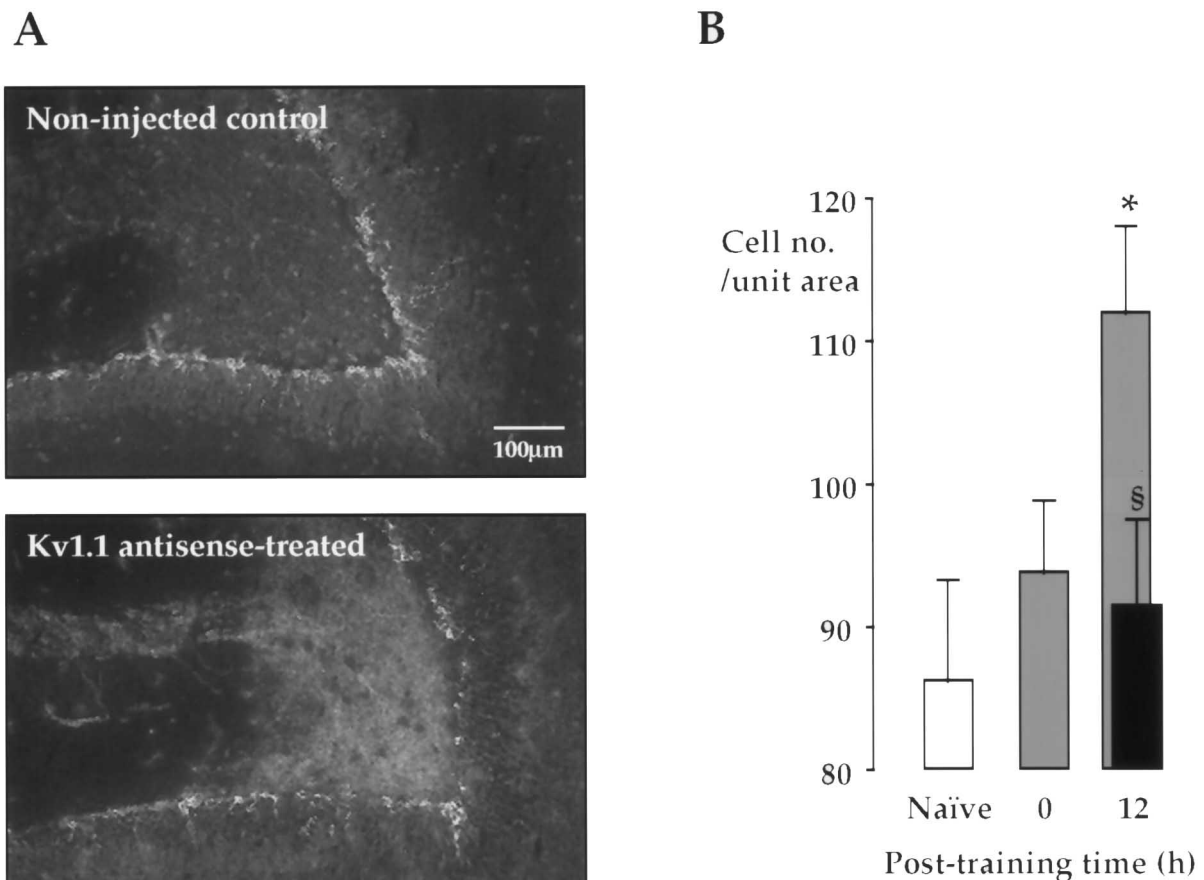 A
Non-injected control
100μm
Kv1.1 antisense-treated
B
120
Cell no.
/unit area
110
100
90
80
*
§
Naïve 0 12
Post-training time (h)